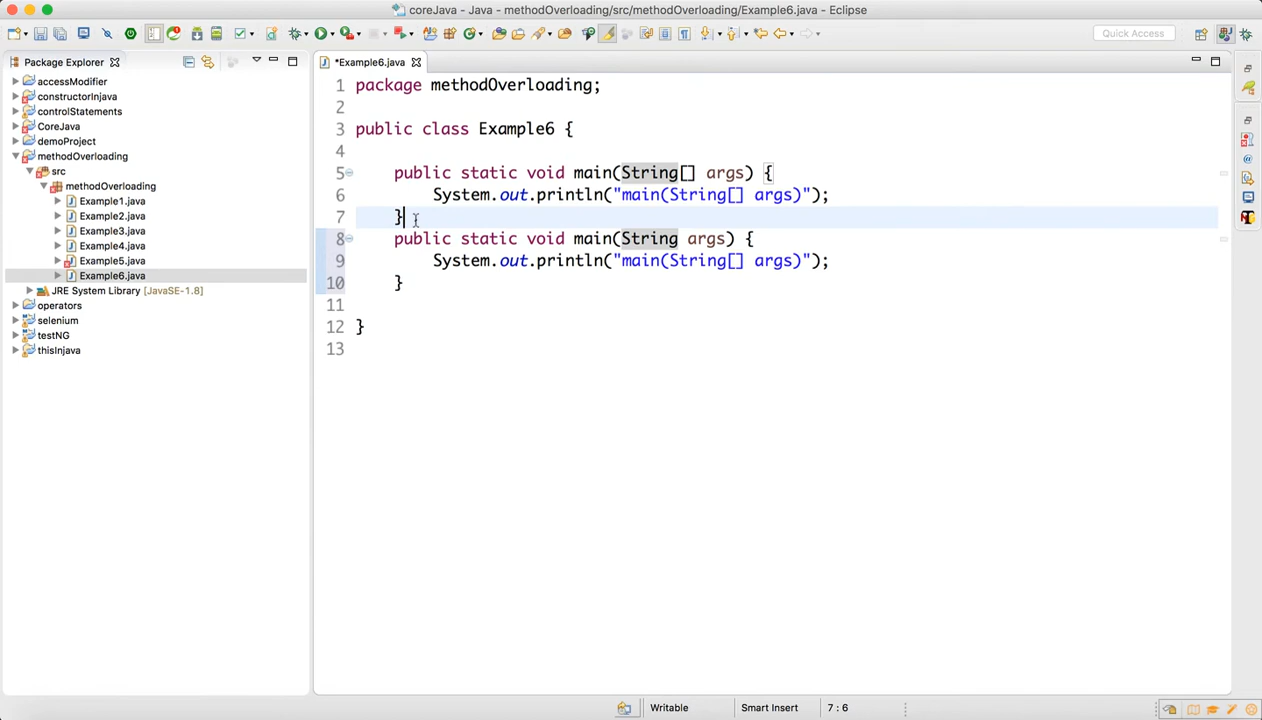 coreJava - Java - methodOverloading/src/methodOverloading/Example6.java - Eclipse
Quick Access
Package Explorer
*Example6.java
accessModifier
constructorInjava
controlStatements
CoreJava
demoProject
methodOverloading
src
methodOverloading
Example1.java
Example2.java
Example3.java
Example4.java
Example5.java
Example6.java
JRE System Library [JavaSE-1.8]
operators
selenium
testNG
thisInjava
1 package methodOverloading;
2
3 public class Example6 {
4
5 public static void main(String[] args) {
6 System.out.println("main(String[] args)");
7 }
8 public static void main(String args) {
9 System.out.println("main(String[] args)");
10 }
11
12 }
13
Writable
Smart Insert
7 : 6